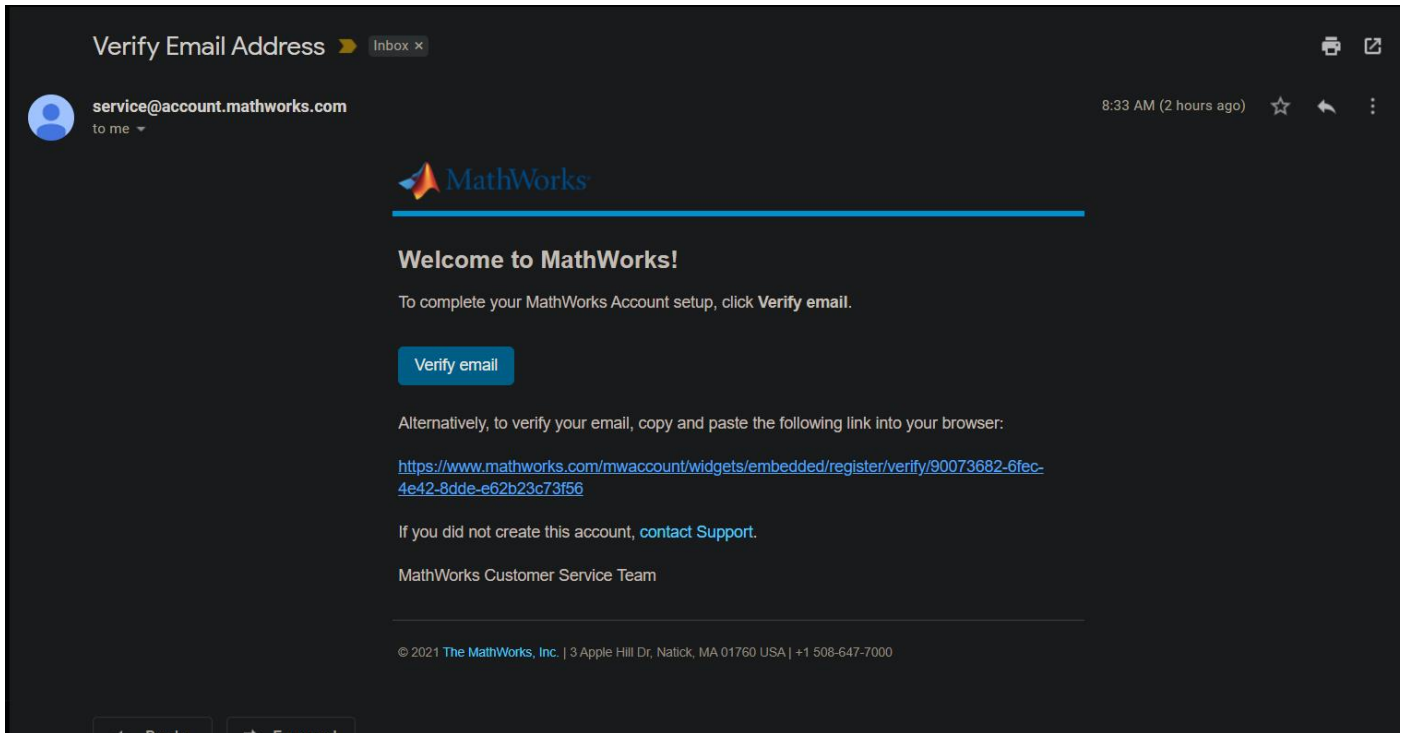 Verify Email Address
Inbox ×
service@account.mathworks.com
8:33 AM (2 hours ago)
to me
MathWorks
Welcome to MathWorks!
To complete your MathWorks Account setup, click Verify email.
Verify email
Alternatively, to verify your email, copy and paste the following link into your browser:
https://www.mathworks.com/mwaccount/widgets/embedded/register/verify/90073682-6fec-
4e42-8dde-e62b23c73f56
If you did not create this account, contact Support.
MathWorks Customer Service Team
© 2021 The MathWorks, Inc. | 3 Apple Hill Dr, Natick, MA 01760 USA | +1 508-647-7000